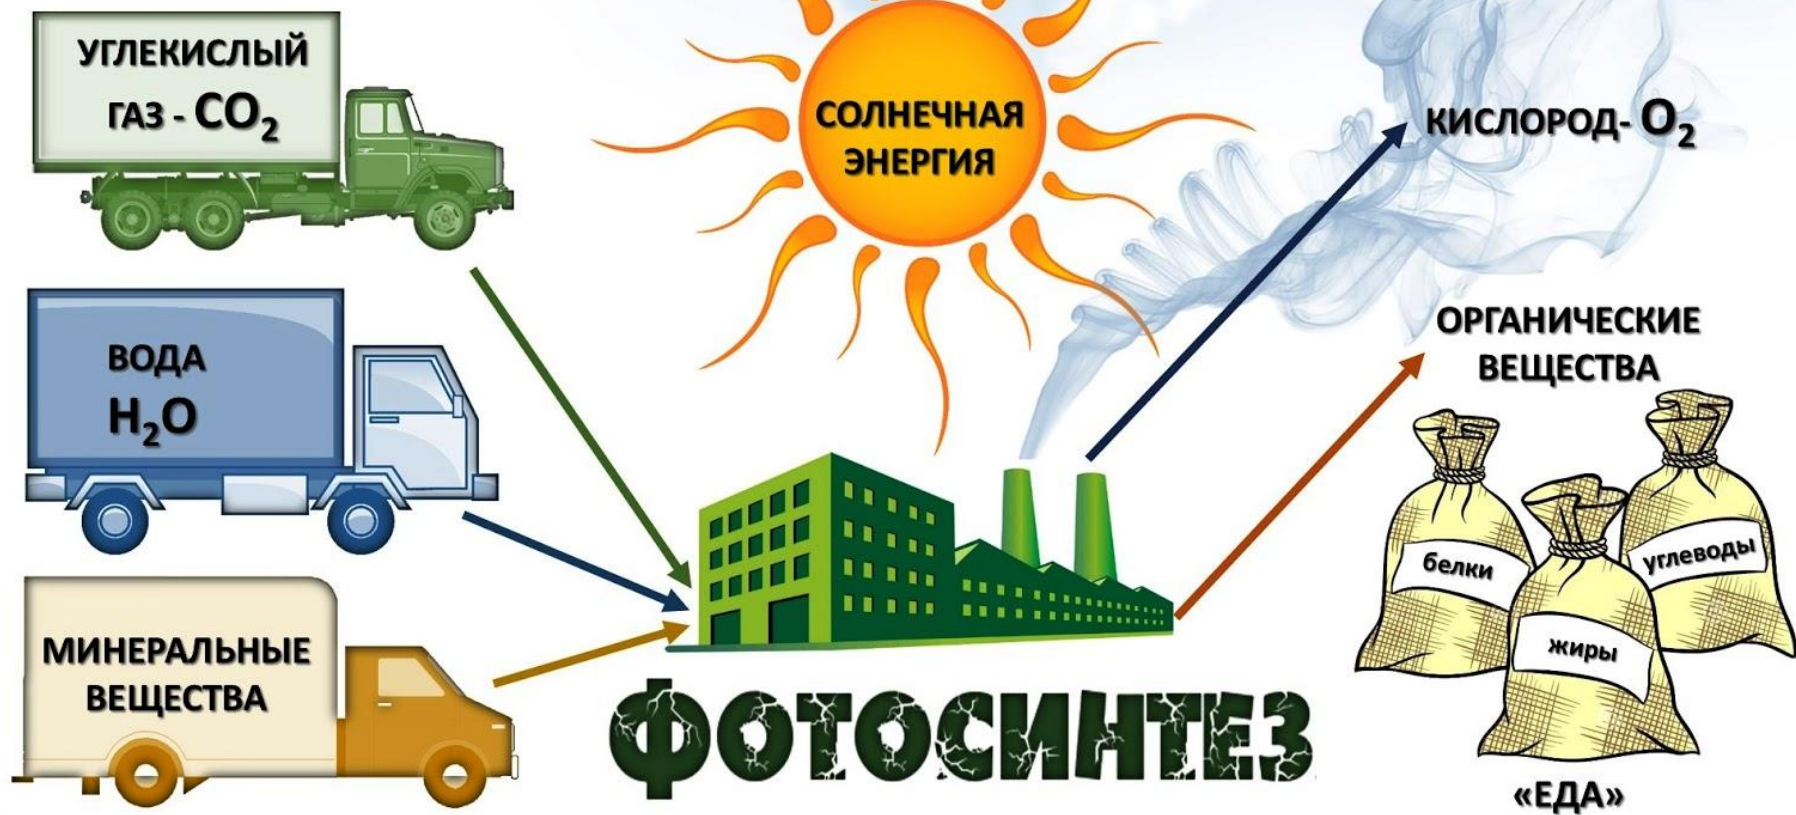 УГЛЕКИСЛЫЙ
ГАЗ - CO₂
СОЛНЕЧНАЯ
ЭНЕРГИЯ
КИСЛОРОД- O₂
ВОДА
H₂O
ОРГАНИЧЕСКИЕ
ВЕЩЕСТВА
белки
жиры
углеводы
МИНЕРАЛЬНЫЕ
ВЕЩЕСТВА
ФОТОСИНТЕЗ
«ЕДА»